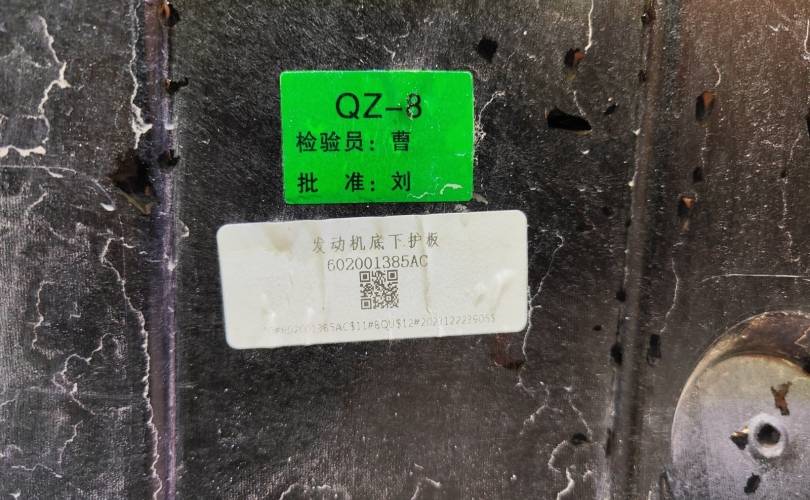 QZ-8
检验员：曹
批 准：刘
发动机底下护板
602001385AC